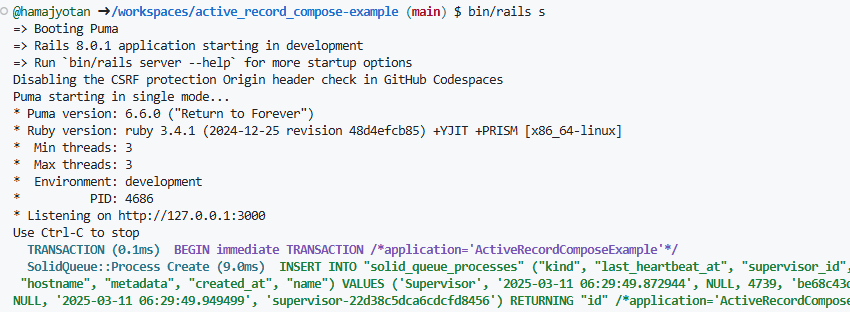 @hamajyotan ➜/workspaces/active_record_compose-example (main) $ bin/rails s
=> Booting Puma
=> Rails 8.0.1 application starting in development
=> Run `bin/rails server --help` for more startup options
Disabling the CSRF protection Origin header check in GitHub Codespaces
Puma starting in single mode...
* Puma version: 6.6.0 ("Return to Forever")
* Ruby version: ruby 3.4.1 (2024-12-25 revision 48d4efcb85) +YJIT +PRISM [x86_64-linux]
*  Min threads: 3
*  Max threads: 3
*  Environment: development
*          PID: 4686
* Listening on http://127.0.0.1:3000
Use Ctrl-C to stop
  TRANSACTION (0.1ms)  BEGIN immediate TRANSACTION /*application='ActiveRecordComposeExample'*/
  SolidQueue::Process Create (9.0ms)  INSERT INTO "solid_queue_processes" ("kind", "last_heartbeat_at", "supervisor_id",
 "hostname", "metadata", "created_at", "name") VALUES ('Supervisor', '2025-03-11 06:29:49.872944', NULL, 4739, 'be68c43d
NULL, '2025-03-11 06:29:49.949499', 'supervisor-22d38c5dca6cdcfd8456') RETURNING "id" /*application='ActiveRecordCompos